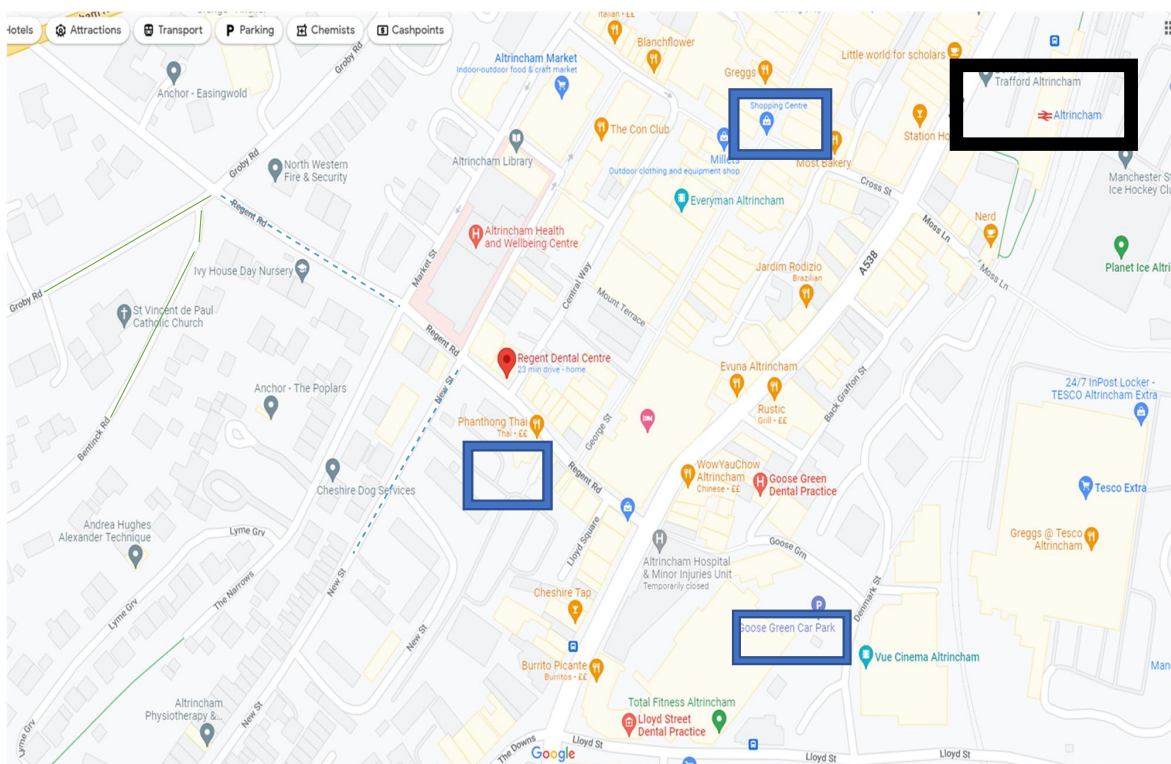 Hotels
Attractions
Transport
Parking
Chemists
Cashpoints
Italian • ££
Blanchflower
Groby Rd
Altrincham Market
Indoor-outdoor food & craft market
Greggs
Little world for scholars
Trafford Altrincham
Anchor - Easingwold
Shopping Centre
Altrincham
The Con Club
Station Ho
Altrincham Library
Millets
Outdoor clothing and equipment shop
Most Bakery
Manchester St
Ice Hockey Clu
Groby Rd
North Western
Fire & Security
Cross St
Everyman Altrincham
Regent Rd
Nerd
Moss Ln
Altrincham Health
and Wellbeing Centre
Market St
A538
Ivy House Day Nursery
Central Way
Jardim Rodizio
Brazilian
Planet Ice Altri
Moss Ln
Groby Rd
St Vincent de Paul
Catholic Church
Mount Terrace
Regent Rd
Regent Dental Centre
23 min drive - home
Evuna Altrincham
Back Grafton St
New St
Anchor - The Poplars
24/7 InPost Locker -
TESCO Altrincham Extra
Bentinck Rd
Rustic
Grill • ££
Phanthong Thai
Thai • ££
George St
Regent Rd
WowYauChow
Altrincham
Chinese • ££
Goose Green
Dental Practice
Cheshire Dog Services
Tesco Extra
Andrea Hughes
Alexander Technique
Lyme Grv
Lloyd Square
Greggs @ Tesco
Altrincham
Goose Grn
Altrincham Hospital
& Minor Injuries Unit
Temporarily closed
The Narrows
New St
Denmark St
Cheshire Tap
Lyme Grv
Goose Green Car Park
New St
Vue Cinema Altrincham
Burrito Picante
Burritos • ££
Man
Altrincham
Physiotherapy &...
New St
Total Fitness Altrincham
Lloyd Street
Dental Practice
Lyme Grv
The Downs
Google
Lloyd St
Lloyd St
Lloyd St